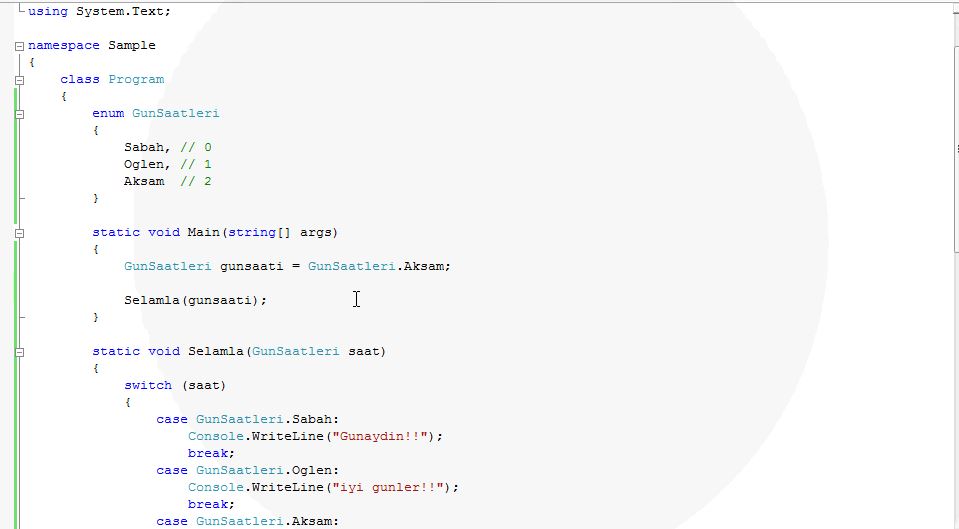 using System.Text;
namespace Sample
{
class Program
{
enum GunSaatleri
{
Sabah, // 0
Oglen, // 1
Aksam // 2
}
static void Main(string[] args)
{
GunSaatleri gunsaati = GunSaatleri.Aksam;
Selamla(gunsaati);
}
static void Selamla(GunSaatleri saat)
{
switch (saat)
{
case GunSaatleri.Sabah:
Console.WriteLine("Gunaydin!!");
break;
case GunSaatleri.Oglen:
Console.WriteLine("iyi gunler!!");
break;
case GunSaatleri.Aksam: